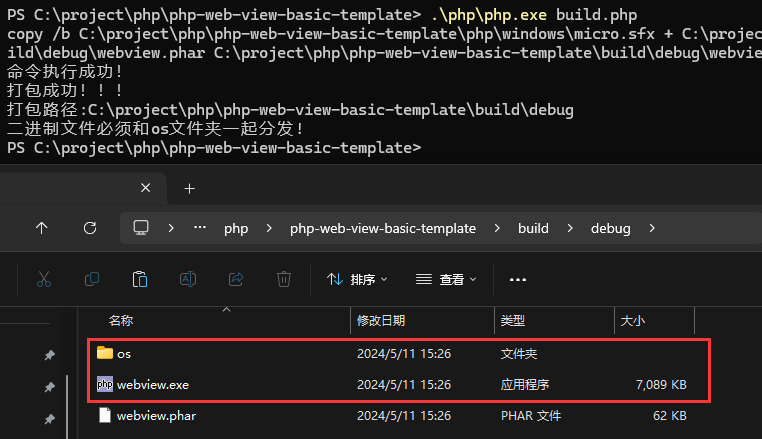 PS C:\project\php\php-web-view-basic-template> .\php\php.exe build.php
copy /b C:\project\php\php-web-view-basic-template\php\windows\micro.sfx + C:\projec
ild\debug\webview.phar C:\project\php\php-web-view-basic-template\build\debug\webvie
命令执行成功!
打包成功!!!
打包路径:C:\project\php\php-web-view-basic-template\build\debug
二进制文件必须和os文件夹一起分发!
PS C:\project\php\php-web-view-basic-template>
php php-web-view-basic-template build debug
排序 查看
名称 修改日期 类型 大小
os 2024/5/11 15:26 文件夹
php webview.exe 2024/5/11 15:26 应用程序 7,089 KB
webview.phar 2024/5/11 15:26 PHAR 文件 62 KB